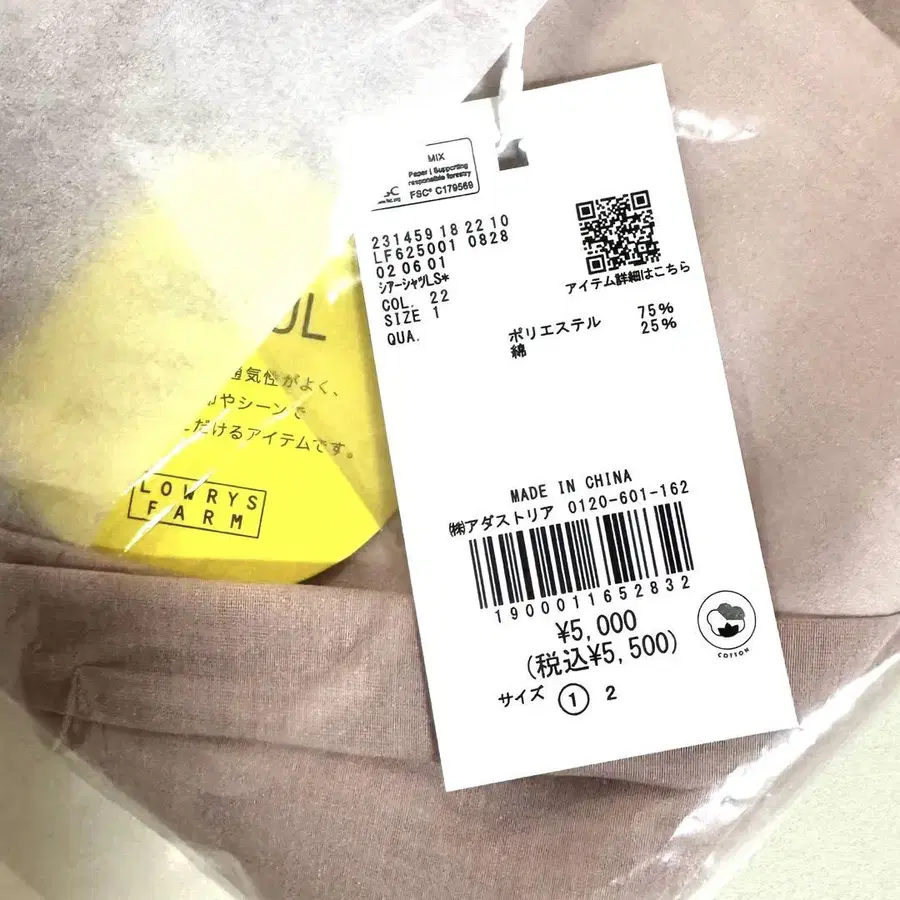 MIX
Paper | Supporting
responsible forestry
FSC® C179569
231459 18 22 10
LF625001 0828
02 06 01
シアーシャツLS*
COL. 22
SIZE 1
QUA.
アイテム詳細はこちら
ポリエステル 75%
綿 25%
MADE IN CHINA
㈱アダストリア 0120-601-162
1900011652832
¥5,000
(税込¥5,500)
サイズ 1 2
COTTON
OL
通気性がよく、
やシーンで
だけるアイテムです。
LOWRYS
FARM